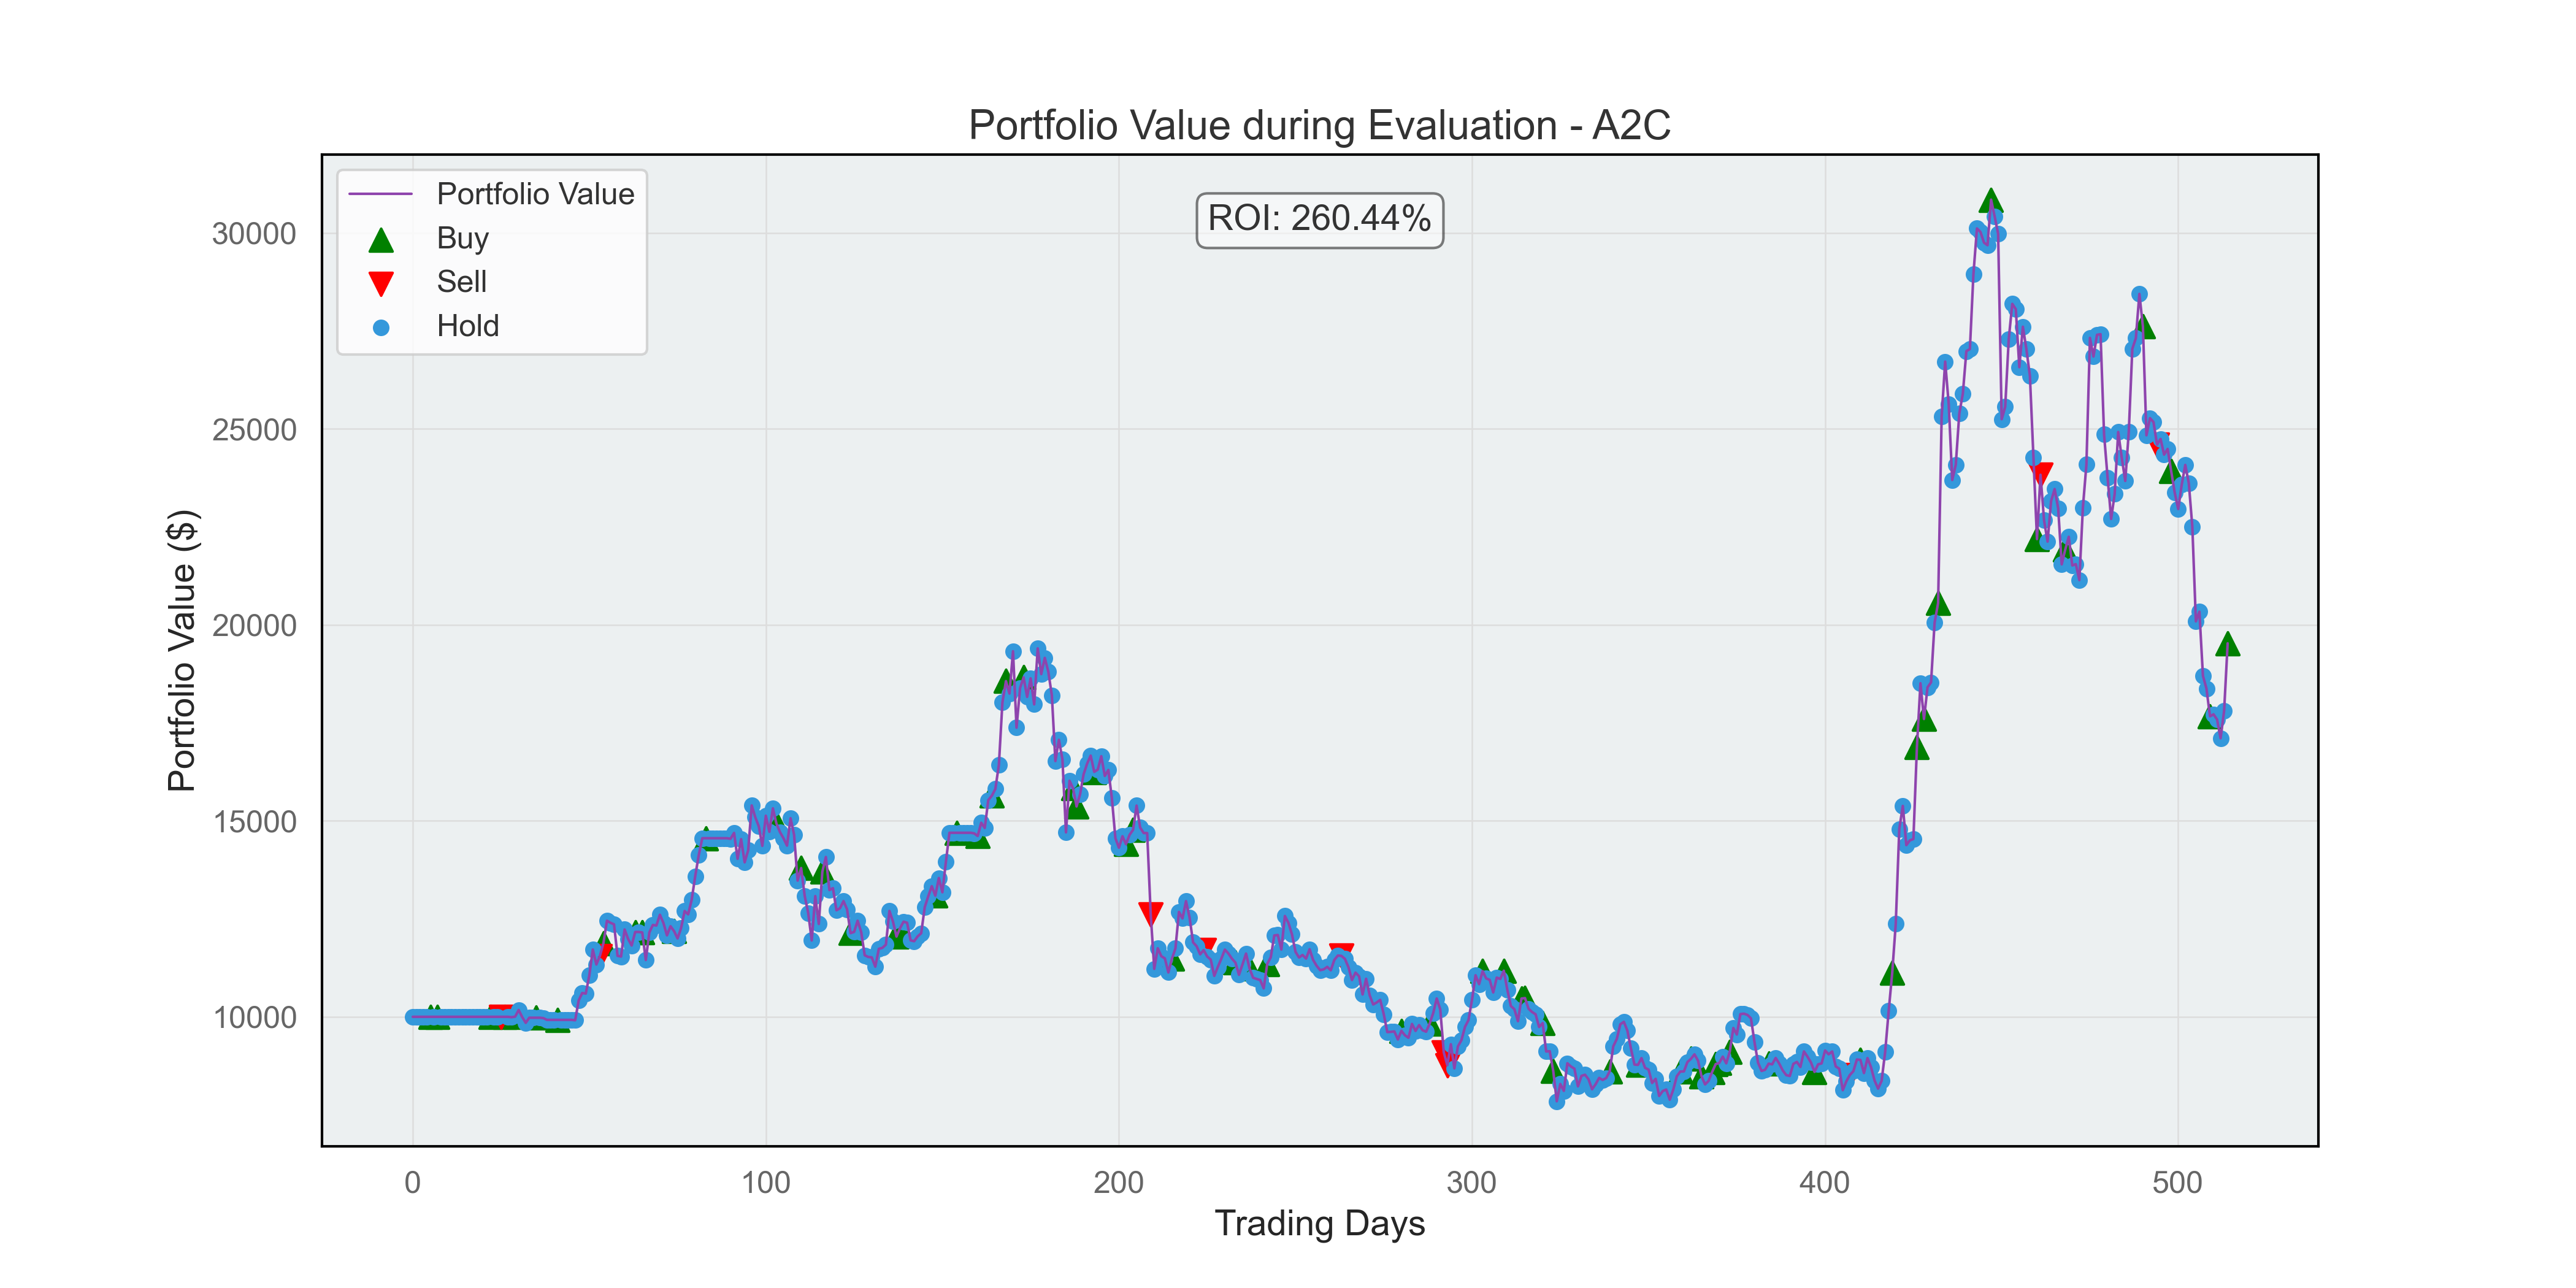 Portfolio Value during Evaluation - A2C
Portfolio Value
Buy
Sell
Hold
ROI: 260.44%
30000
25000
20000
15000
10000
Portfolio Value ($)
0 100 200 300 400 500
Trading Days